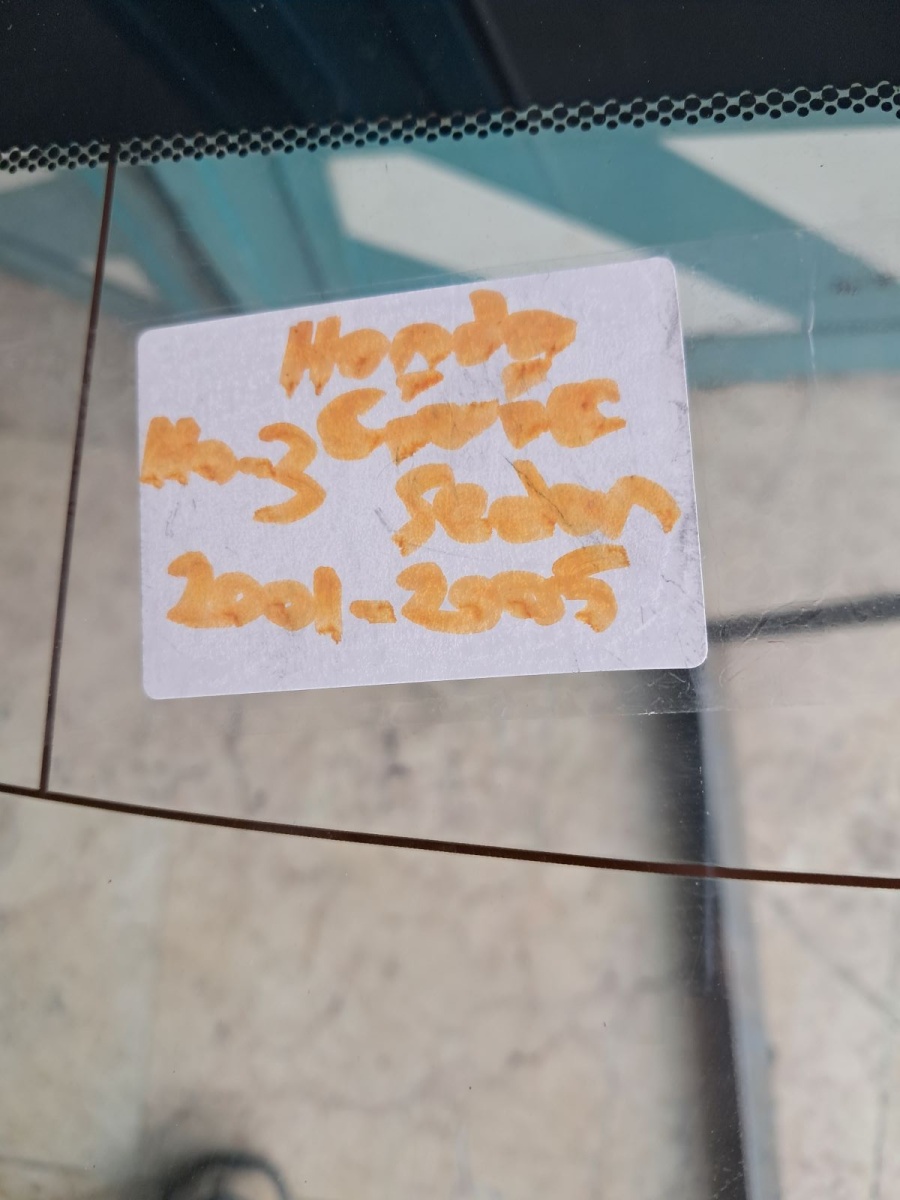 Honda
No-3 Civic
Sedan
2001-2005